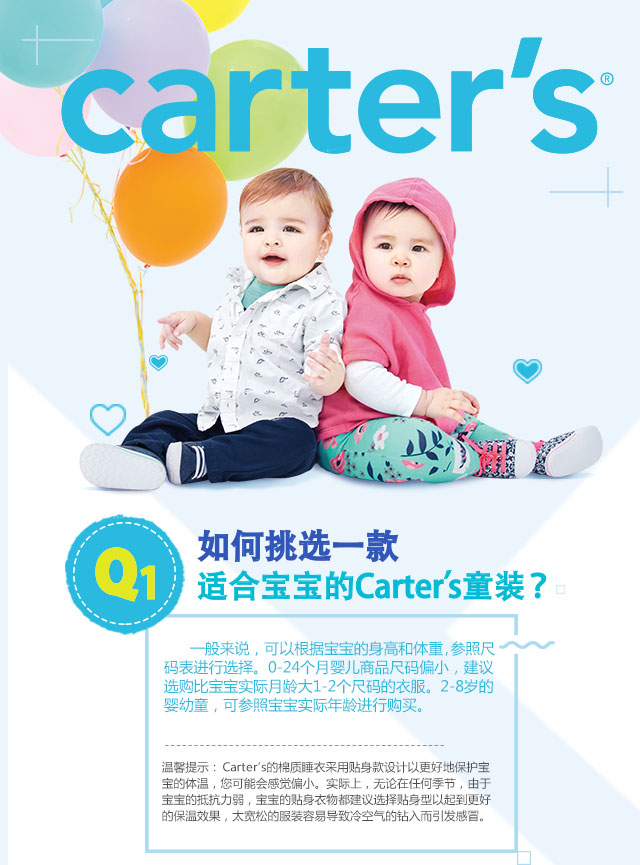 carter's®
Q1
如何挑选一款
适合宝宝的Carter's童装？
一般来说，可以根据宝宝的身高和体重,参照尺
码表进行选择。0-24个月婴儿商品尺码偏小，建议
选购比宝宝实际月龄大1-2个尺码的衣服。2-8岁的
婴幼童，可参照宝宝实际年龄进行购买。
温馨提示：Carter's的棉质睡衣采用贴身款设计以更好地保护宝
宝的体温，您可能会感觉偏小。实际上，无论在任何季节，由于
宝宝的抵抗力弱，宝宝的贴身衣物都建议选择贴身型以起到更好
的保温效果，太宽松的服装容易导致冷空气的钻入而引发感冒。